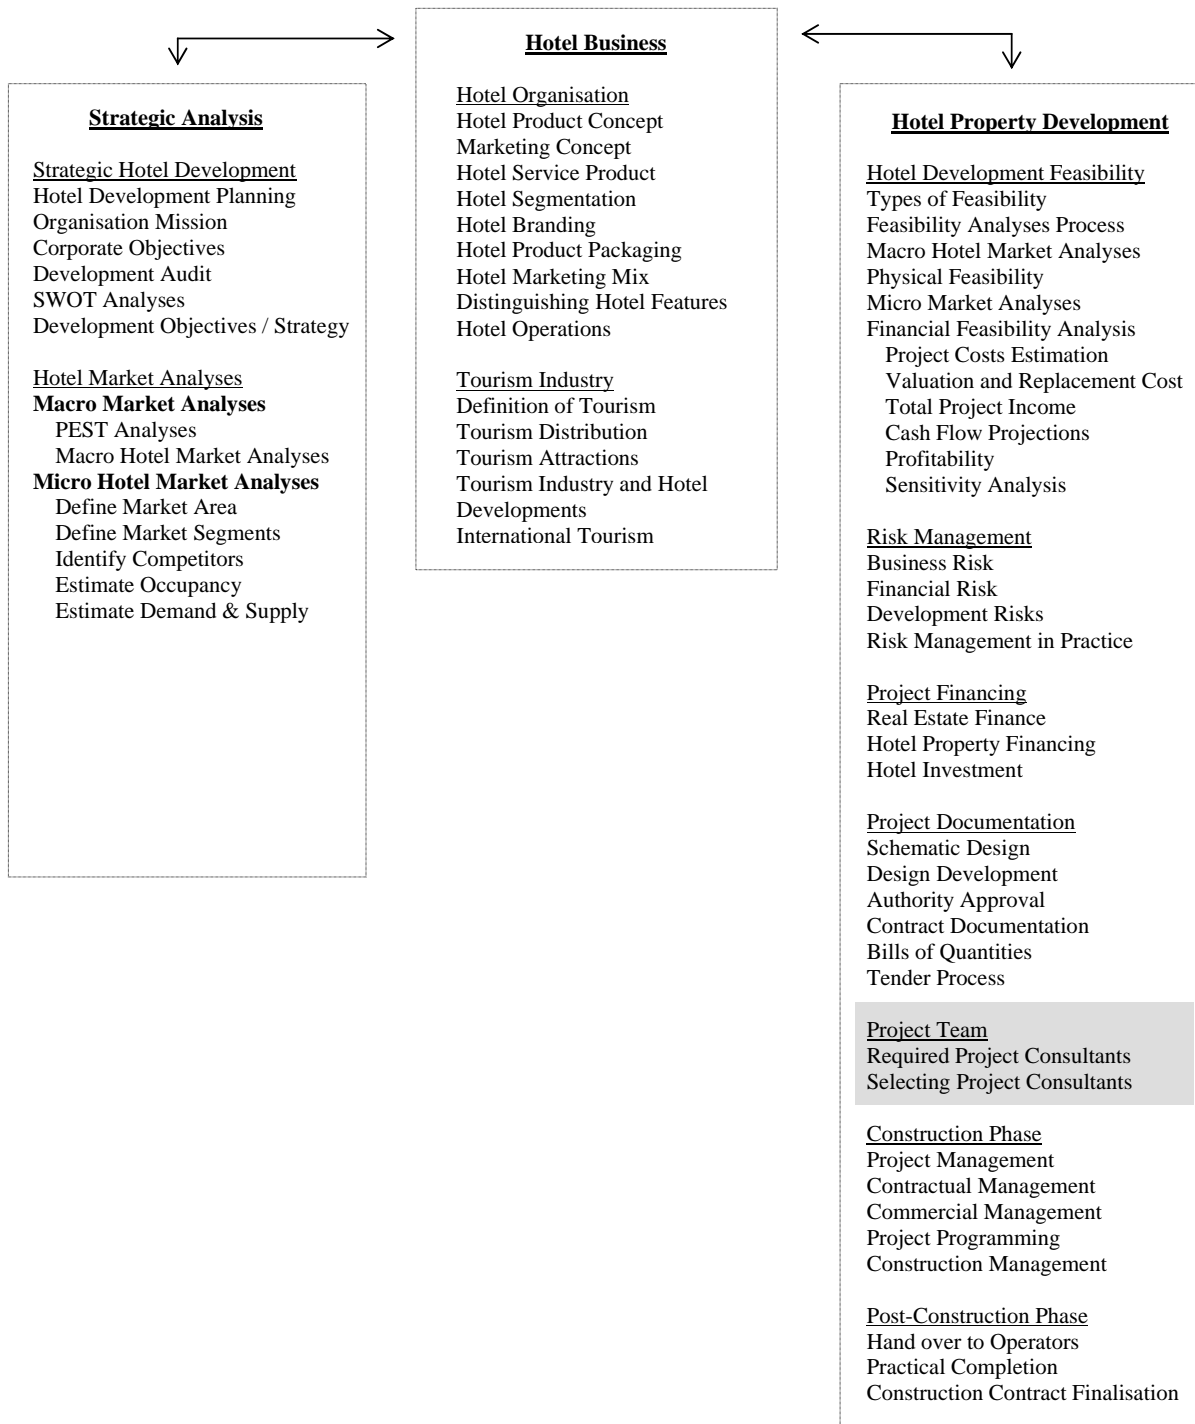 Hotel Business
Hotel Organisation
Hotel Product Concept
Marketing Concept
Hotel Service Product
Hotel Segmentation
Hotel Branding
Hotel Product Packaging
Hotel Marketing Mix
Distinguishing Hotel Features
Hotel Operations
Tourism Industry
Definition of Tourism
Tourism Distribution
Tourism Attractions
Tourism Industry and Hotel
Developments
International Tourism
Strategic Analysis
Strategic Hotel Development
Hotel Development Planning
Organisation Mission
Corporate Objectives
Development Audit
SWOT Analyses
Development Objectives / Strategy
Hotel Market Analyses
Macro Market Analyses
PEST Analyses
Macro Hotel Market Analyses
Micro Hotel Market Analyses
Define Market Area
Define Market Segments
Identify Competitors
Estimate Occupancy
Estimate Demand & Supply
Hotel Property Development
Hotel Development Feasibility
Types of Feasibility
Feasibility Analyses Process
Macro Hotel Market Analyses
Physical Feasibility
Micro Market Analyses
Financial Feasibility Analysis
Project Costs Estimation
Valuation and Replacement Cost
Total Project Income
Cash Flow Projections
Profitability
Sensitivity Analysis
Risk Management
Business Risk
Financial Risk
Development Risks
Risk Management in Practice
Project Financing
Real Estate Finance
Hotel Property Financing
Hotel Investment
Project Documentation
Schematic Design
Design Development
Authority Approval
Contract Documentation
Bills of Quantities
Tender Process
Project Team
Required Project Consultants
Selecting Project Consultants
Construction Phase
Project Management
Contractual Management
Commercial Management
Project Programming
Construction Management
Post-Construction Phase
Hand over to Operators
Practical Completion
Construction Contract Finalisation